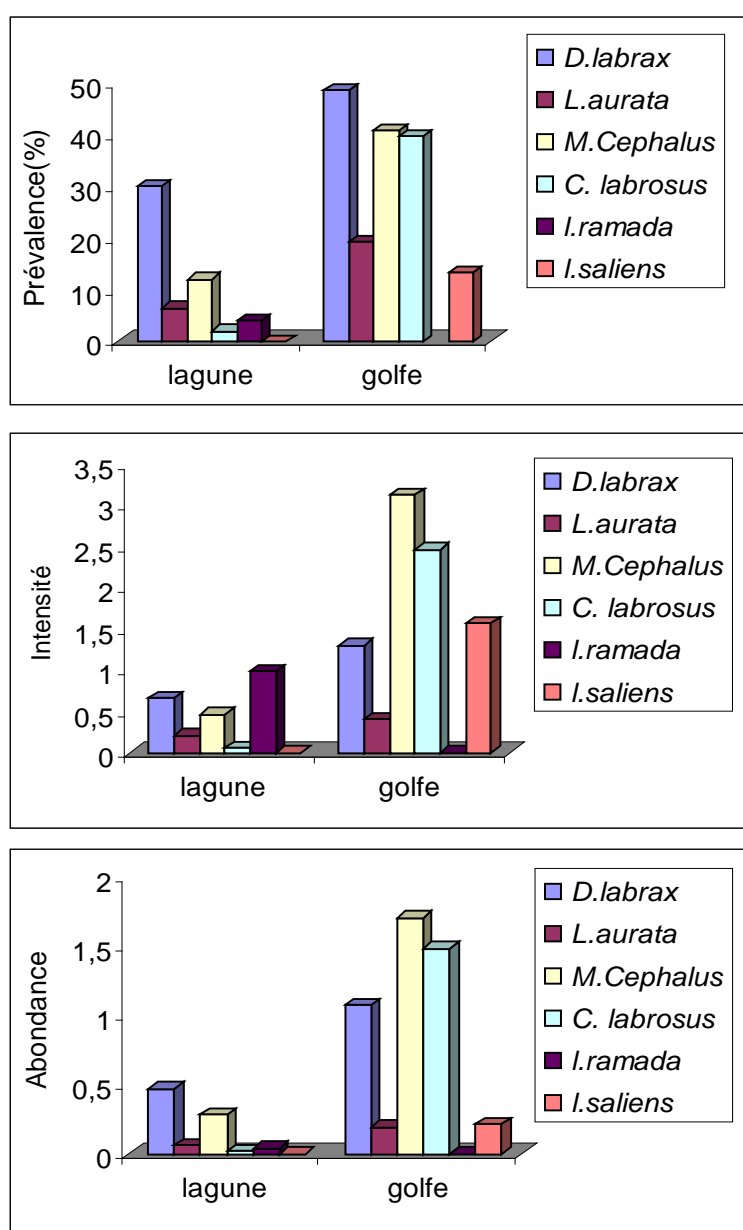 Prévalence(%)
50
40
30
20
10
0
lagune
golfe
D.labrax
L.aurata
M.Cephalus
C. labrosus
l.ramada
l.saliens
Intensité
3,5
3
2,5
2
1,5
1
0,5
0
lagune
golfe
D.labrax
L.aurata
M.Cephalus
C. labrosus
l.ramada
l.saliens
Abondance
2
1,5
1
0,5
0
lagune
golfe
D.labrax
L.aurata
M.Cephalus
C. labrosus
l.ramada
l.saliens